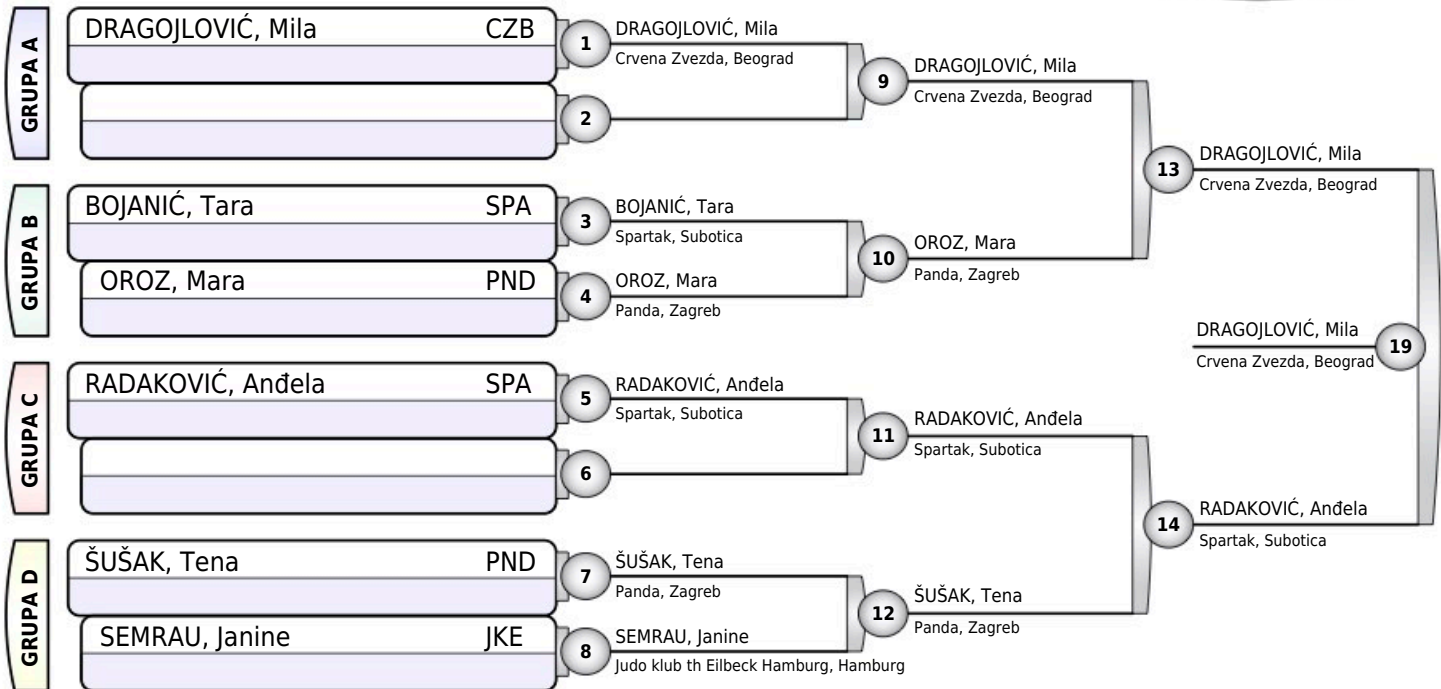 GRUPA A
DRAGOJLOVIĆ, Mila CZB
1
DRAGOJLOVIĆ, Mila
Crvena Zvezda, Beograd
2
9
DRAGOJLOVIĆ, Mila
Crvena Zvezda, Beograd
GRUPA B
BOJANIĆ, Tara SPA
3
BOJANIĆ, Tara
Spartak, Subotica
OROZ, Mara PND
4
OROZ, Mara
Panda, Zagreb
10
OROZ, Mara
Panda, Zagreb
13
DRAGOJLOVIĆ, Mila
Crvena Zvezda, Beograd
GRUPA C
RADAKOVIĆ, Anđela SPA
5
RADAKOVIĆ, Anđela
Spartak, Subotica
6
11
RADAKOVIĆ, Anđela
Spartak, Subotica
GRUPA D
ŠUŠAK, Tena PND
7
ŠUŠAK, Tena
Panda, Zagreb
SEMRAU, Janine JKE
8
SEMRAU, Janine
Judo klub th Eilbeck Hamburg, Hamburg
12
ŠUŠAK, Tena
Panda, Zagreb
14
RADAKOVIĆ, Anđela
Spartak, Subotica
DRAGOJLOVIĆ, Mila
Crvena Zvezda, Beograd
19